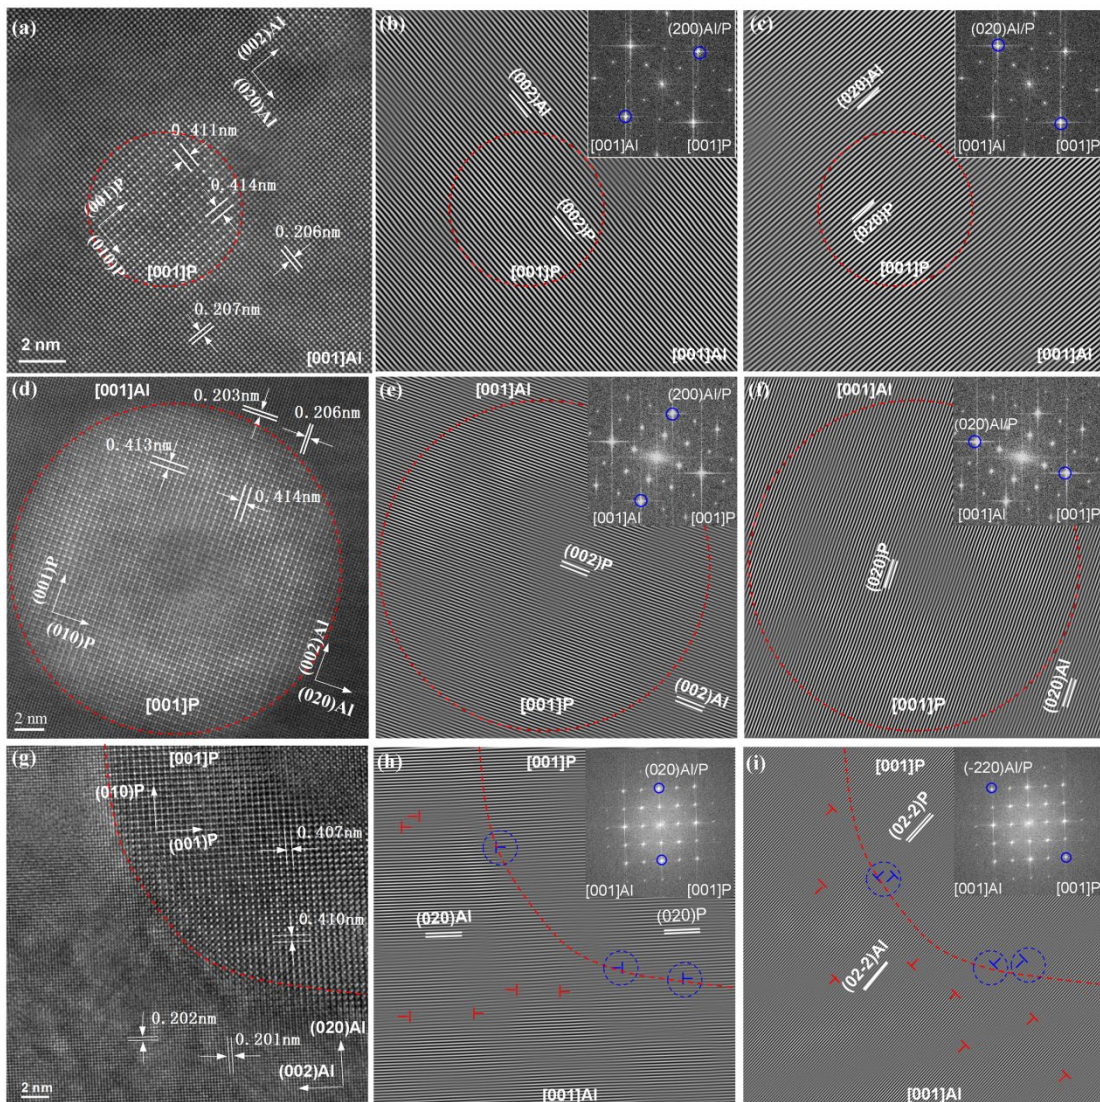 (a)
(002)Al
(020)Al
0.411nm
0.414nm
(001)P
(010)P
0.206nm
[001]P
0.207nm
2 nm
[001]Al
(b)
(200)Al/P
(002)Al
[001]Al
[001]P
(002)P
[001]P
[001]Al
(c)
(020)Al/P
(020)Al
[001]Al
[001]P
(020)P
[001]P
[001]Al
(d)
[001]Al
0.203nm
0.206nm
0.413nm
0.414nm
(001)P
(010)P
(002)Al
(020)Al
[001]P
2 nm
(e)
[001]Al
(200)Al/P
[001]Al
[001]P
(002)P
(002)Al
[001]P
(f)
[001]Al
(020)Al/P
[001]Al
[001]P
(020)P
(020)Al
[001]P
(g)
[001]P
(010)P
(001)P
0.407nm
0.410nm
0.202nm
0.201nm
(020)Al
(002)Al
2 nm
(h)
[001]P
(020)Al/P
[001]Al
[001]P
(020)Al
(020)P
[001]Al
(i)
[001]P
(-220)Al/P
(02-2)P
[001]Al
[001]P
(02-2)Al
[001]Al